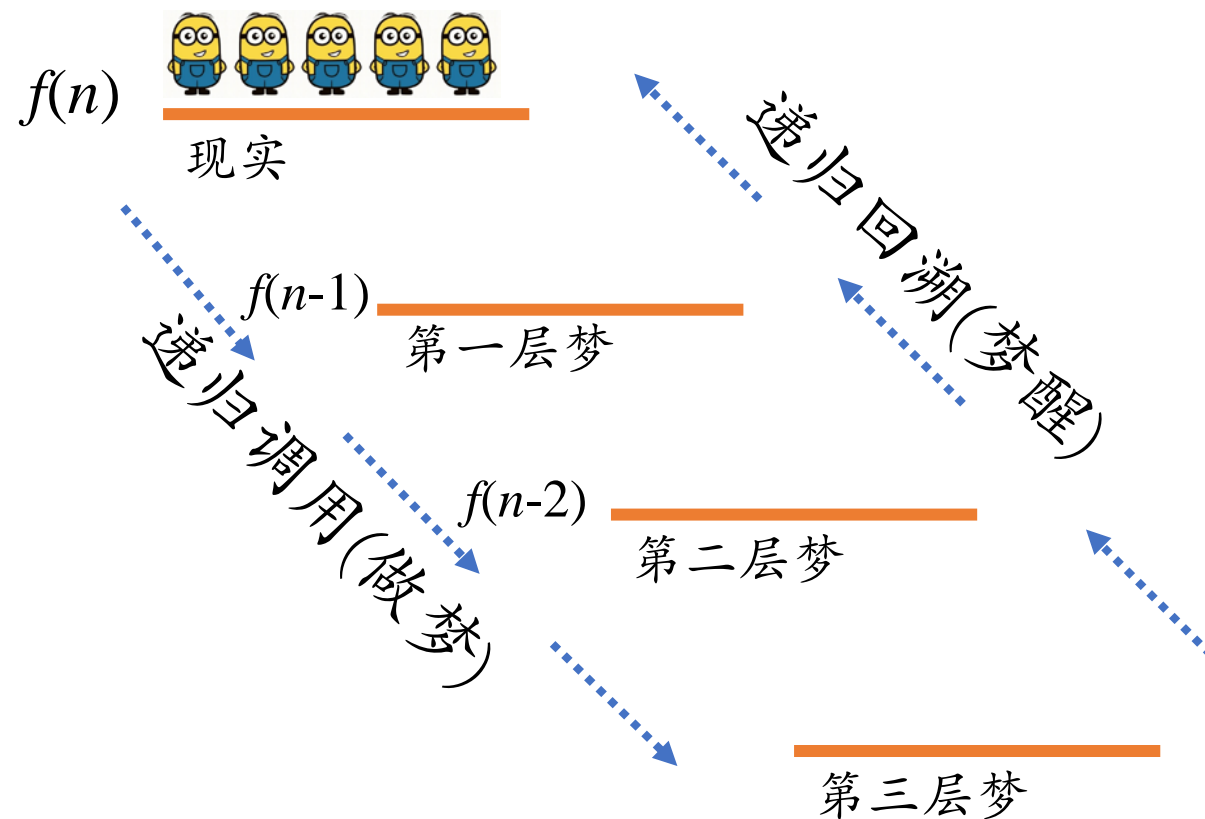 f(n)
现实
递归回溯(梦醒)
f(n-1)
第一层梦
递归调用(做梦)
f(n-2)
第二层梦
第三层梦